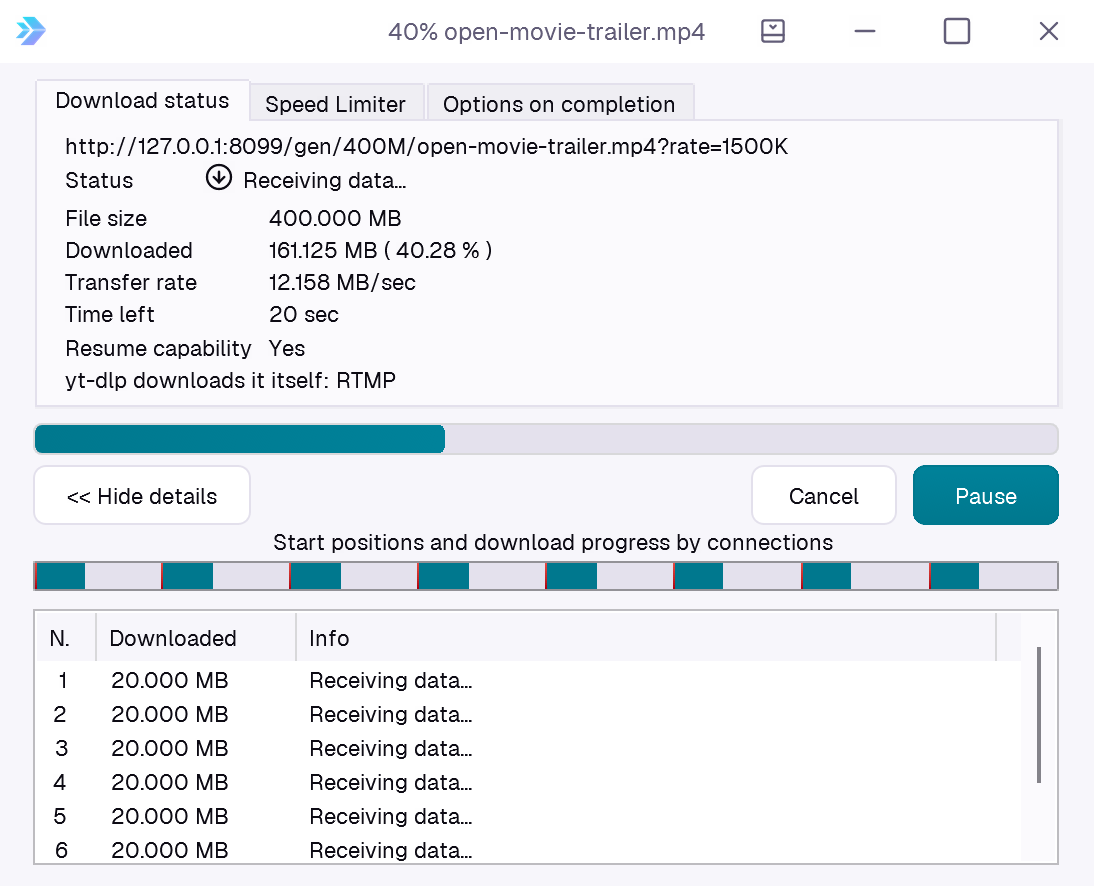 40% open-movie-trailer.mp4
Download status
Speed Limiter
Options on completion
http://127.0.0.1:8099/gen/400M/open-movie-trailer.mp4?rate=1500K
Status Receiving data...
File size 400.000 MB
Downloaded 161.125 MB ( 40.28 % )
Transfer rate 12.158 MB/sec
Time left 20 sec
Resume capability Yes
yt-dlp downloads it itself: RTMP
<< Hide details
Cancel
Pause
Start positions and download progress by connections
N. Downloaded Info
1 20.000 MB Receiving data...
2 20.000 MB Receiving data...
3 20.000 MB Receiving data...
4 20.000 MB Receiving data...
5 20.000 MB Receiving data...
6 20.000 MB Receiving data...